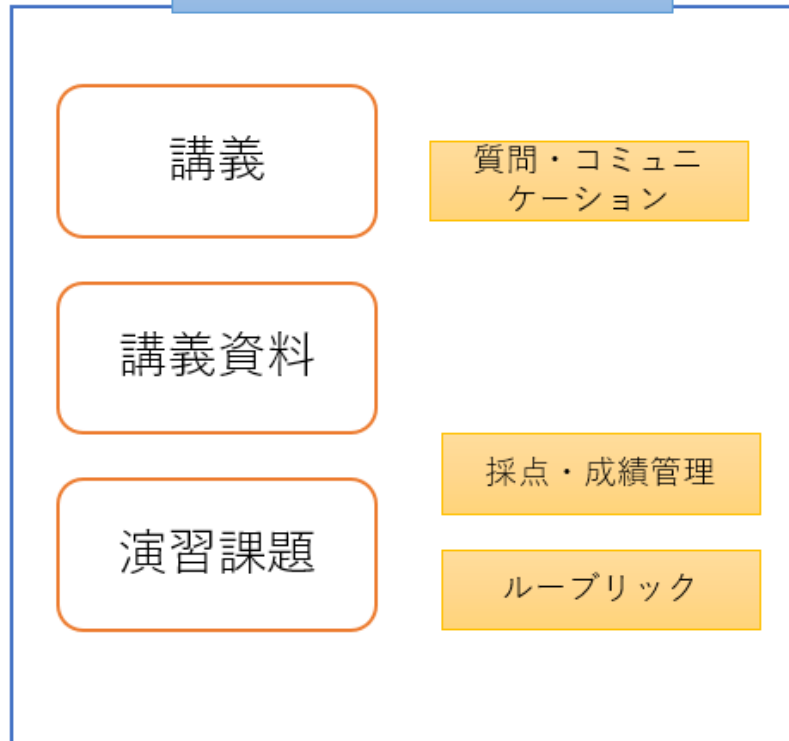 講義
質問・コミュニ
ケーション
講義資料
採点・成績管理
演習課題
ルーブリック